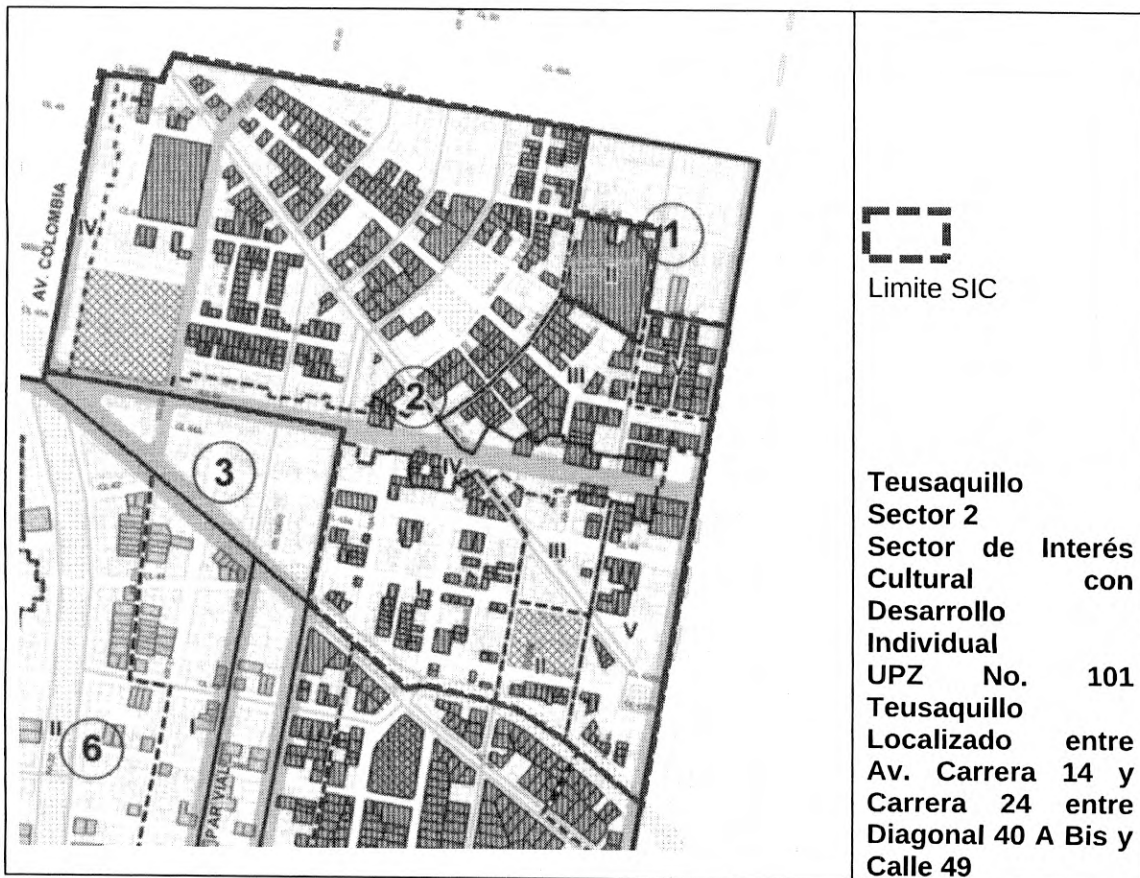 AV. COLOMBIA
IV
I
1
II
III
V
2
3
IV
III
I
II
V
6
II
I
PAR VIAL
Limite SIC
Teusaquillo
Sector 2
Sector de Interés
Cultural con
Desarrollo
Individual
UPZ No. 101
Teusaquillo
Localizado entre
Av. Carrera 14 y
Carrera 24 entre
Diagonal 40 A Bis y
Calle 49